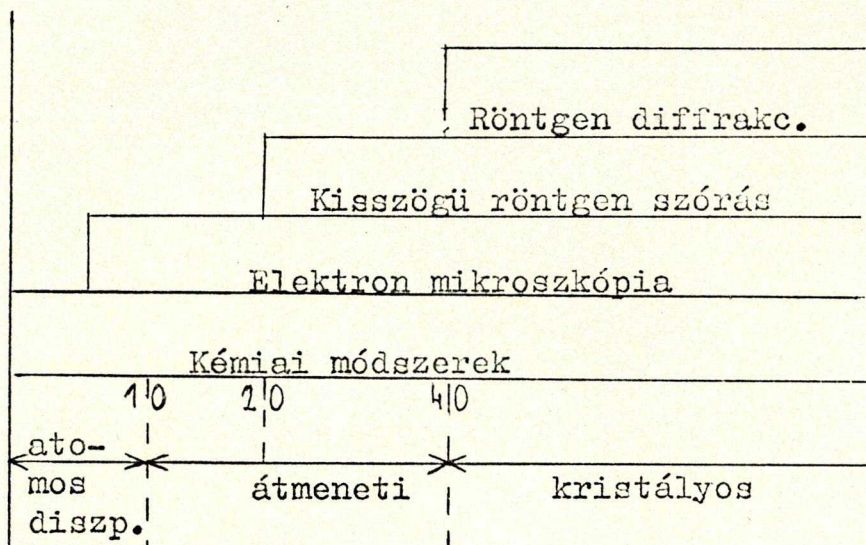 Röntgen diffrakc.
Kisszögü röntgen szórás
Elektron mikroszkópia
Kémiai módszerek
10 20 40
ato-
mos átmeneti kristályos
diszp.